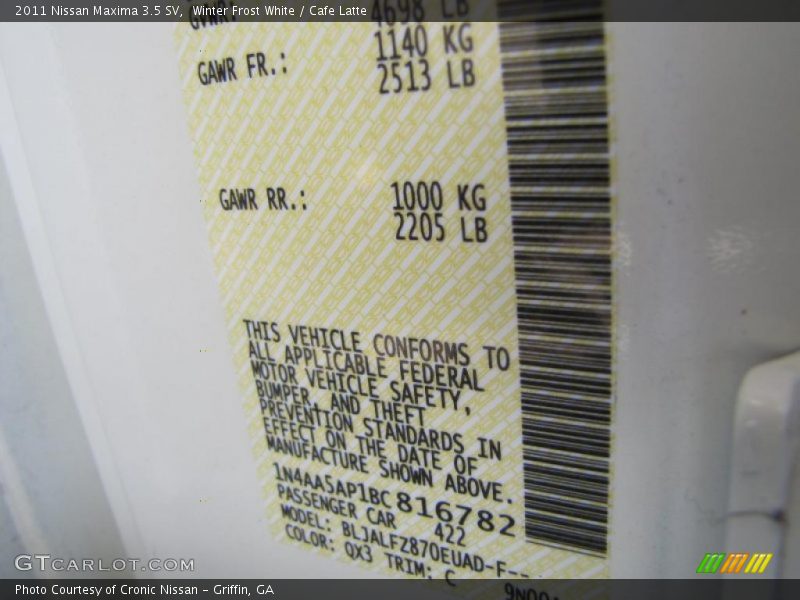 2011 Nissan Maxima 3.5 SV, Winter Frost White / Cafe Latte
GVWR: 4698 LB
GAWR FR.: 1140 KG
2513 LB
GAWR RR.: 1000 KG
2205 LB
THIS VEHICLE CONFORMS TO
ALL APPLICABLE FEDERAL
MOTOR VEHICLE SAFETY,
BUMPER, AND THEFT
PREVENTION STANDARDS IN
EFFECT ON THE DATE OF
MANUFACTURE SHOWN ABOVE.
1N4AA5AP1BC816782
PASSENGER CAR 422
MODEL: BLJALFZ870EUAD-F--
COLOR: QX3 TRIM: C
GTCARLOT.COM
Photo Courtesy of Cronic Nissan – Griffin, GA